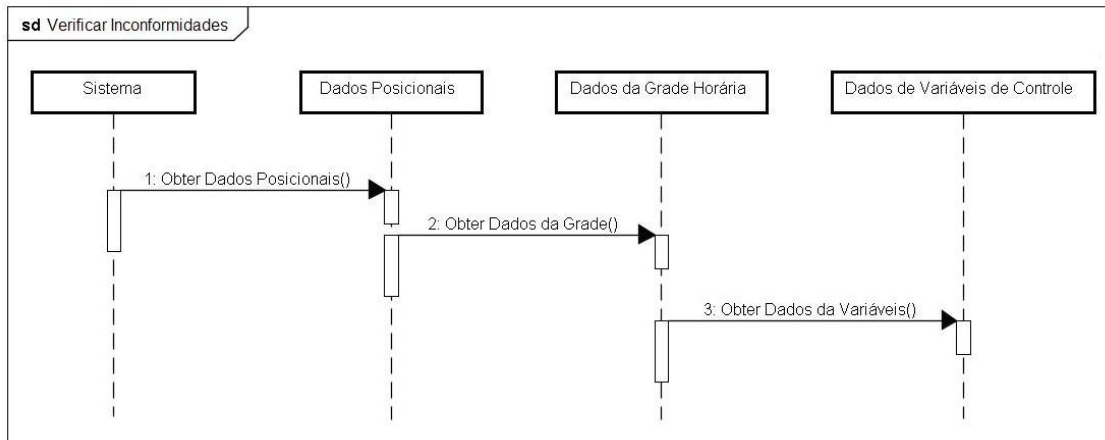 sd Verificar Inconformidades
Sistema
Dados Posicionais
Dados da Grade Horária
Dados de Variáveis de Controle
1: Obter Dados Posicionais()
2: Obter Dados da Grade()
3: Obter Dados da Variáveis()